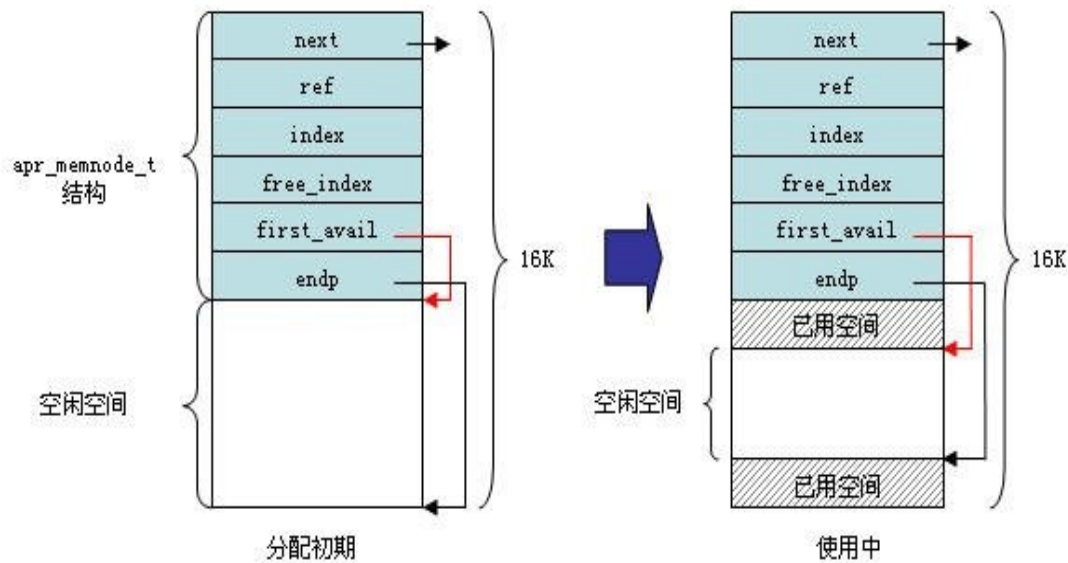 next
ref
index
free_index
first_avail
endp
apr_memnode_t
结构
16K
空闲空间
分配初期
next
ref
index
free_index
first_avail
endp
已用空间
空闲空间
已用空间
16K
使用中